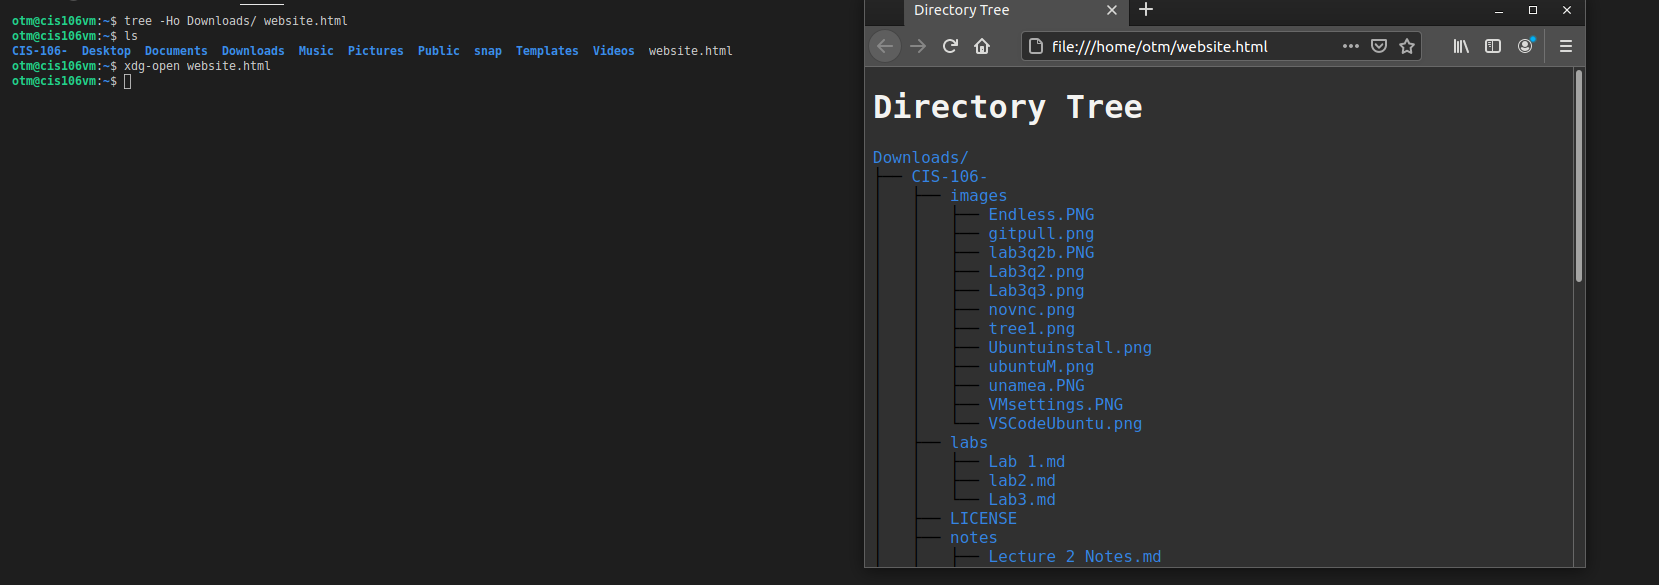 otm@cis106vm:~$ tree -Ho Downloads/ website.html
otm@cis106vm:~$ ls
CIS-106- Desktop Documents Downloads Music Pictures Public snap Templates Videos website.html
otm@cis106vm:~$ xdg-open website.html
otm@cis106vm:~$
Directory Tree
file:///home/otm/website.html
Directory Tree
Downloads/
├── CIS-106-
│   ├── images
│   │   ├── Endless.PNG
│   │   ├── gitpull.png
│   │   ├── lab3q2b.PNG
│   │   ├── Lab3q2.png
│   │   ├── Lab3q3.png
│   │   ├── novnc.png
│   │   ├── tree1.png
│   │   ├── Ubuntuinstall.png
│   │   ├── ubuntuM.png
│   │   ├── unamea.PNG
│   │   ├── VMsettings.PNG
│   │   └── VSCodeUbuntu.png
│   ├── labs
│   │   ├── Lab 1.md
│   │   ├── lab2.md
│   │   └── Lab3.md
│   ├── LICENSE
│   ├── notes
│   │   ├── Lecture 2 Notes.md